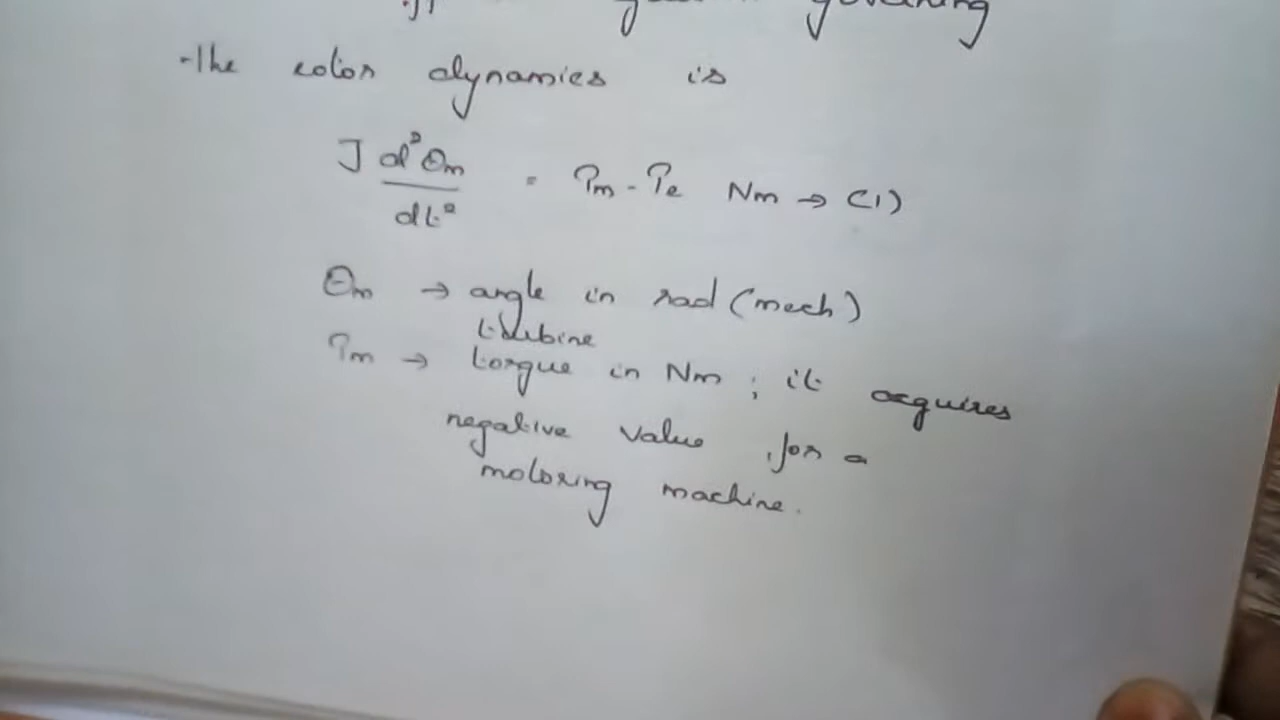 governing
The rotor dynamics is
J d²θm / dt² = Tm - Te Nm → (1)
θm → angle in rad (mech)
turbine
Tm → torque in Nm ; it acquires
negative value for a
motoring machine.